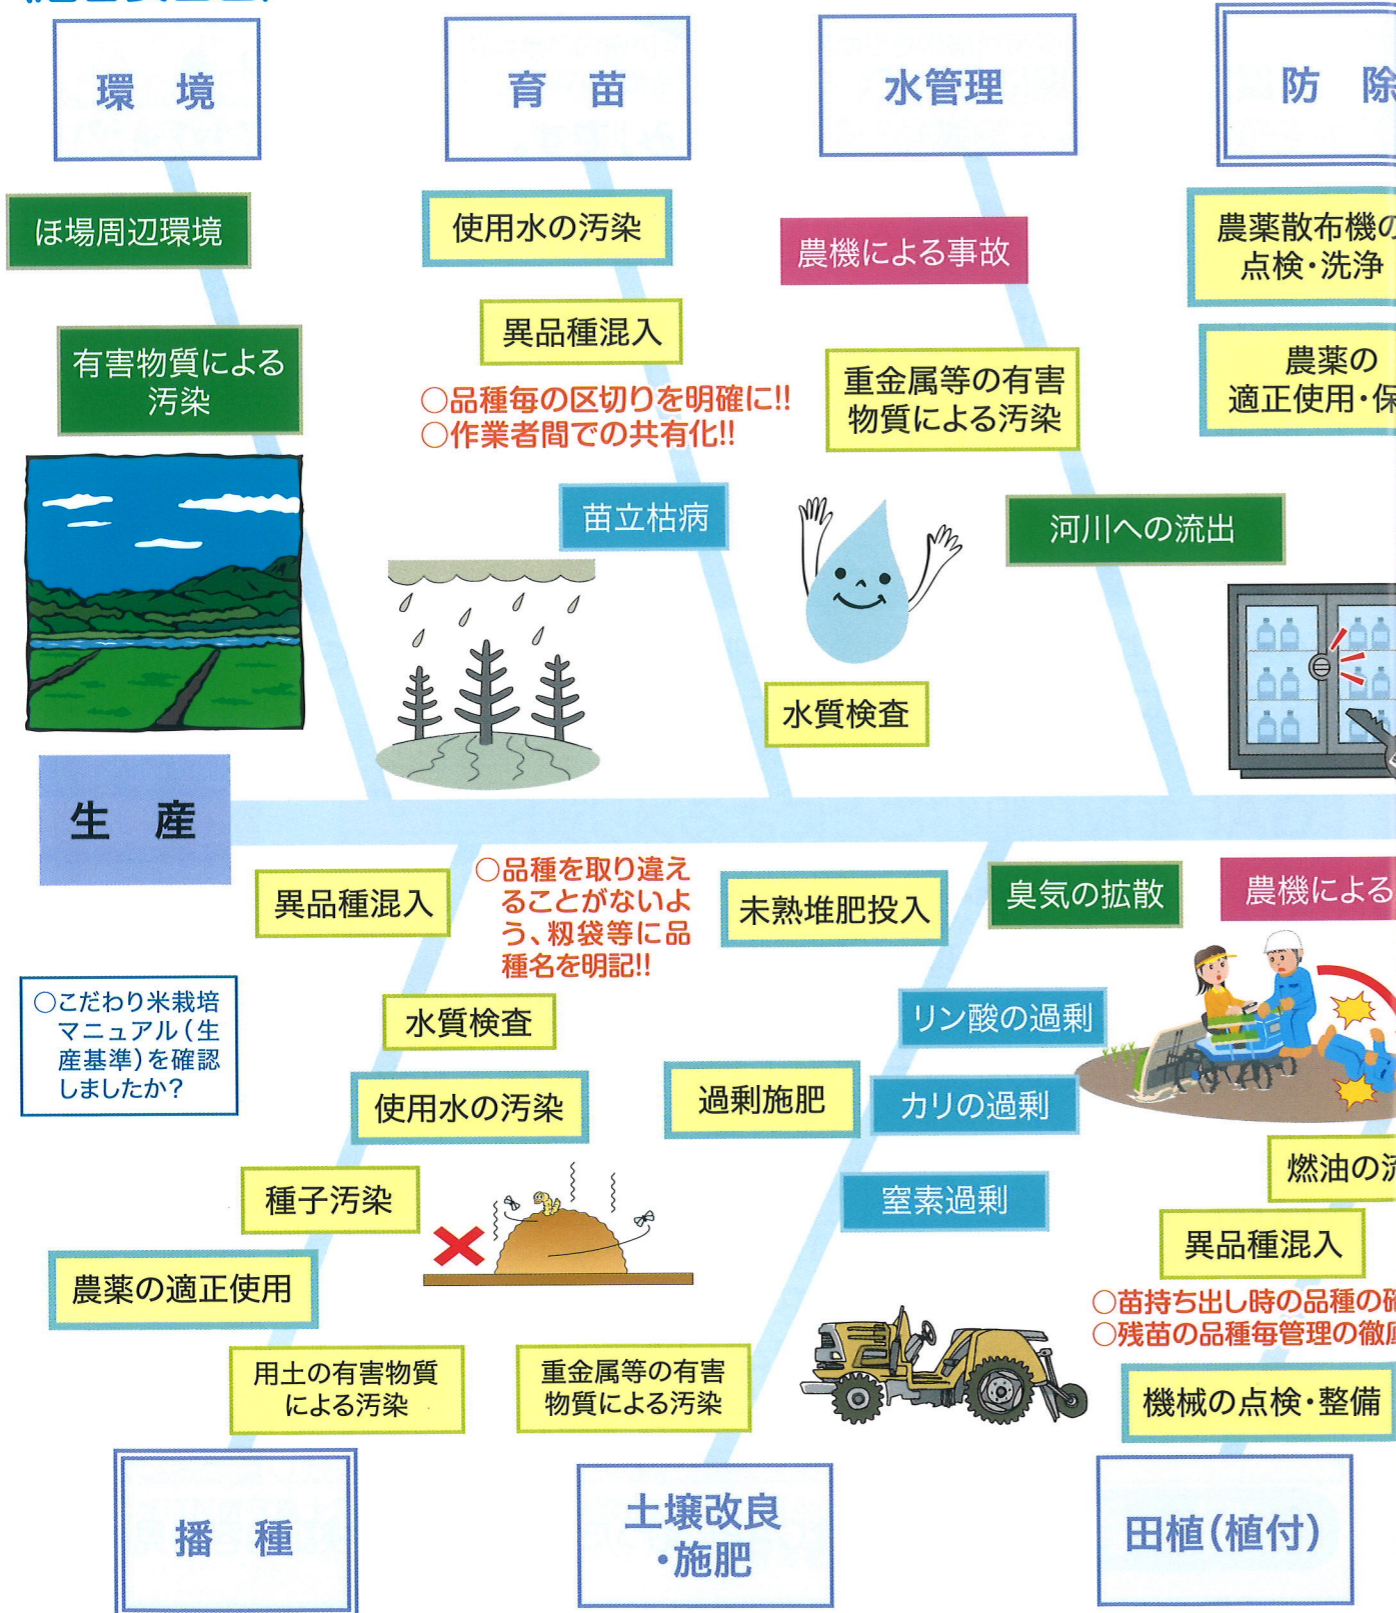 環 境
育 苗
水管理
防 除
ほ場周辺環境
使用水の汚染
農機による事故
農薬散布機の
点検・洗浄
異品種混入
有害物質による
汚染
重金属等の有害
物質による汚染
農薬の
適正使用・保
○品種毎の区切りを明確に!!
○作業者間での共有化!!
苗立枯病
河川への流出
水質検査
生 産
異品種混入
○品種を取り違え
ることがないよ
う、籾袋等に品
種名を明記!!
未熟堆肥投入
臭気の拡散
農機による
○こだわり米栽培
マニュアル(生
産基準)を確認
しましたか?
水質検査
リン酸の過剰
使用水の汚染
過剰施肥
カリの過剰
種子汚染
窒素過剰
燃油の流
農薬の適正使用
異品種混入
○苗持ち出し時の品種の確
○残苗の品種毎管理の徹底
用土の有害物質
による汚染
重金属等の有害
物質による汚染
機械の点検・整備
播 種
土壌改良
・施肥
田植(植付)